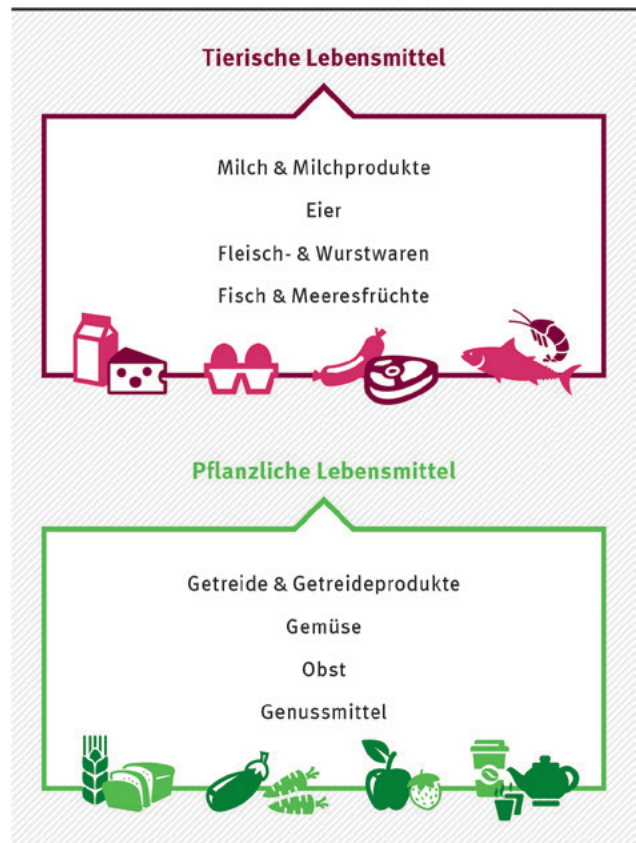 Tierische Lebensmittel
Milch & Milchprodukte
Eier
Fleisch- & Wurstwaren
Fisch & Meeresfrüchte
Pflanzliche Lebensmittel
Getreide & Getreideprodukte
Gemüse
Obst
Genussmittel